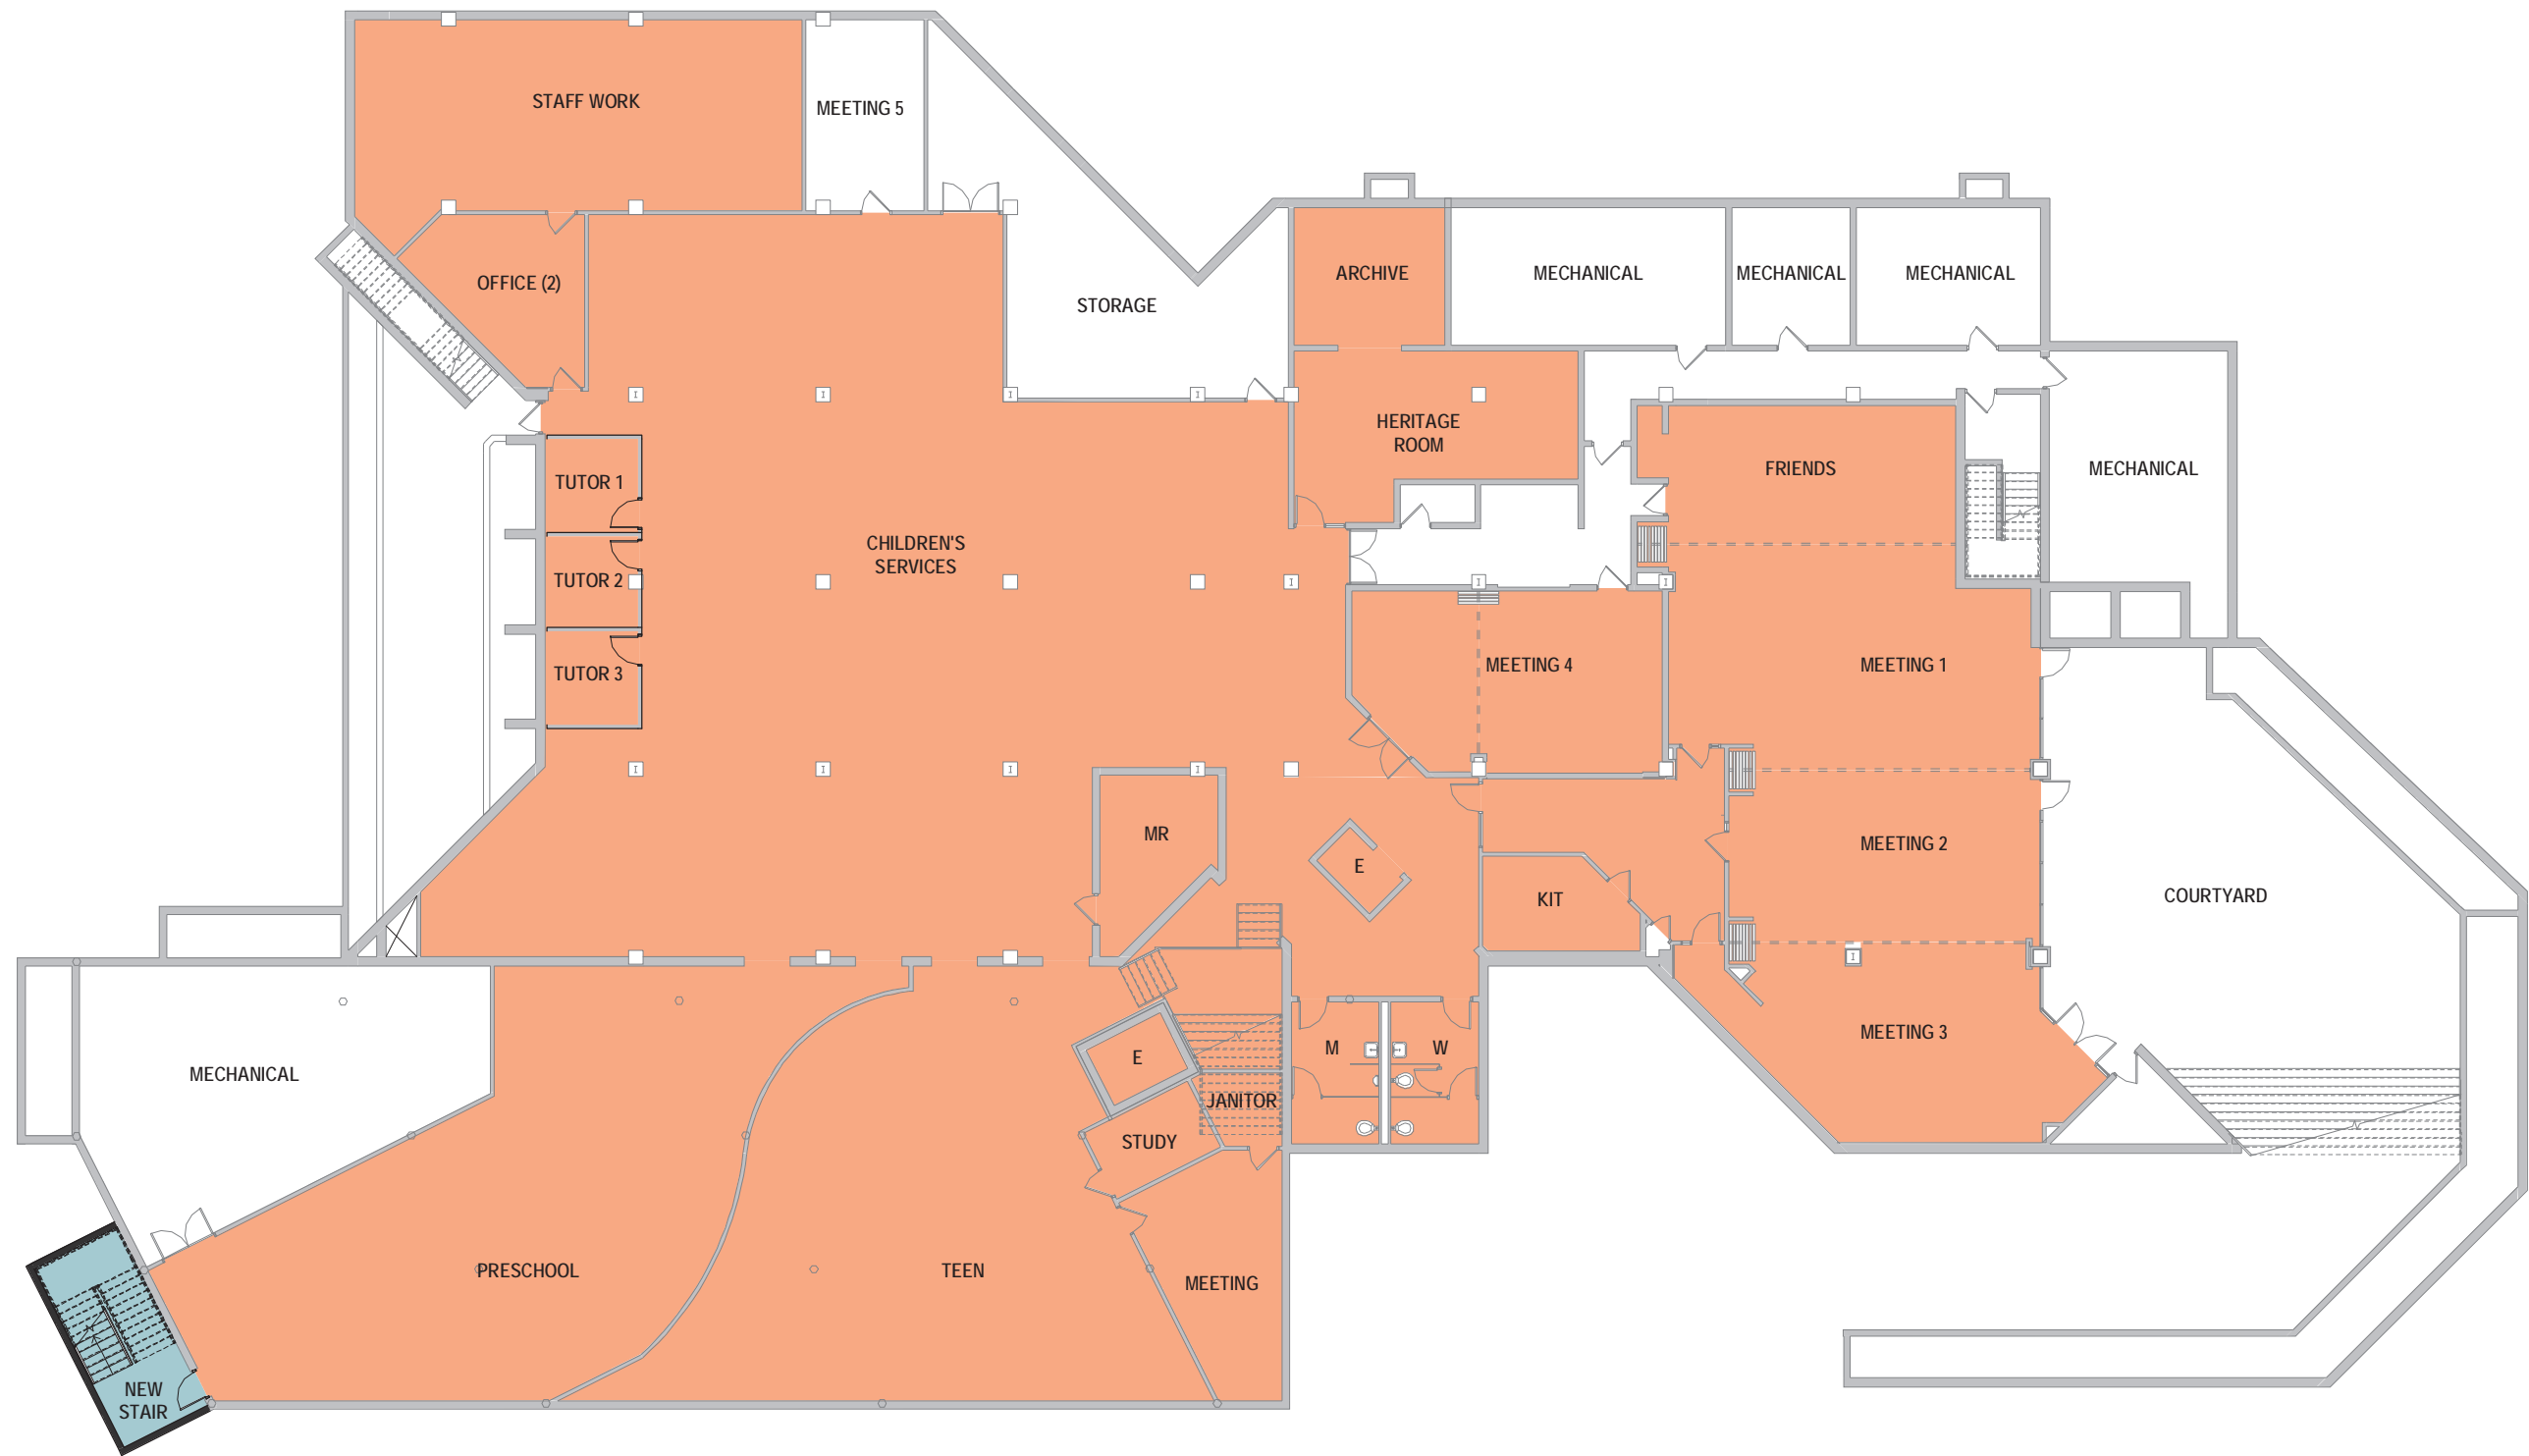 STAFF WORK
MEETING 5
OFFICE (2)
STORAGE
ARCHIVE
MECHANICAL
MECHANICAL
MECHANICAL
HERITAGE
ROOM
FRIENDS
MECHANICAL
TUTOR 1
TUTOR 2
TUTOR 3
CHILDREN'S
SERVICES
MEETING 4
MEETING 1
MR
E
MEETING 2
KIT
COURTYARD
MEETING 3
MECHANICAL
E
M
W
JANITOR
STUDY
PRESCHOOL
TEEN
MEETING
NEW
STAIR